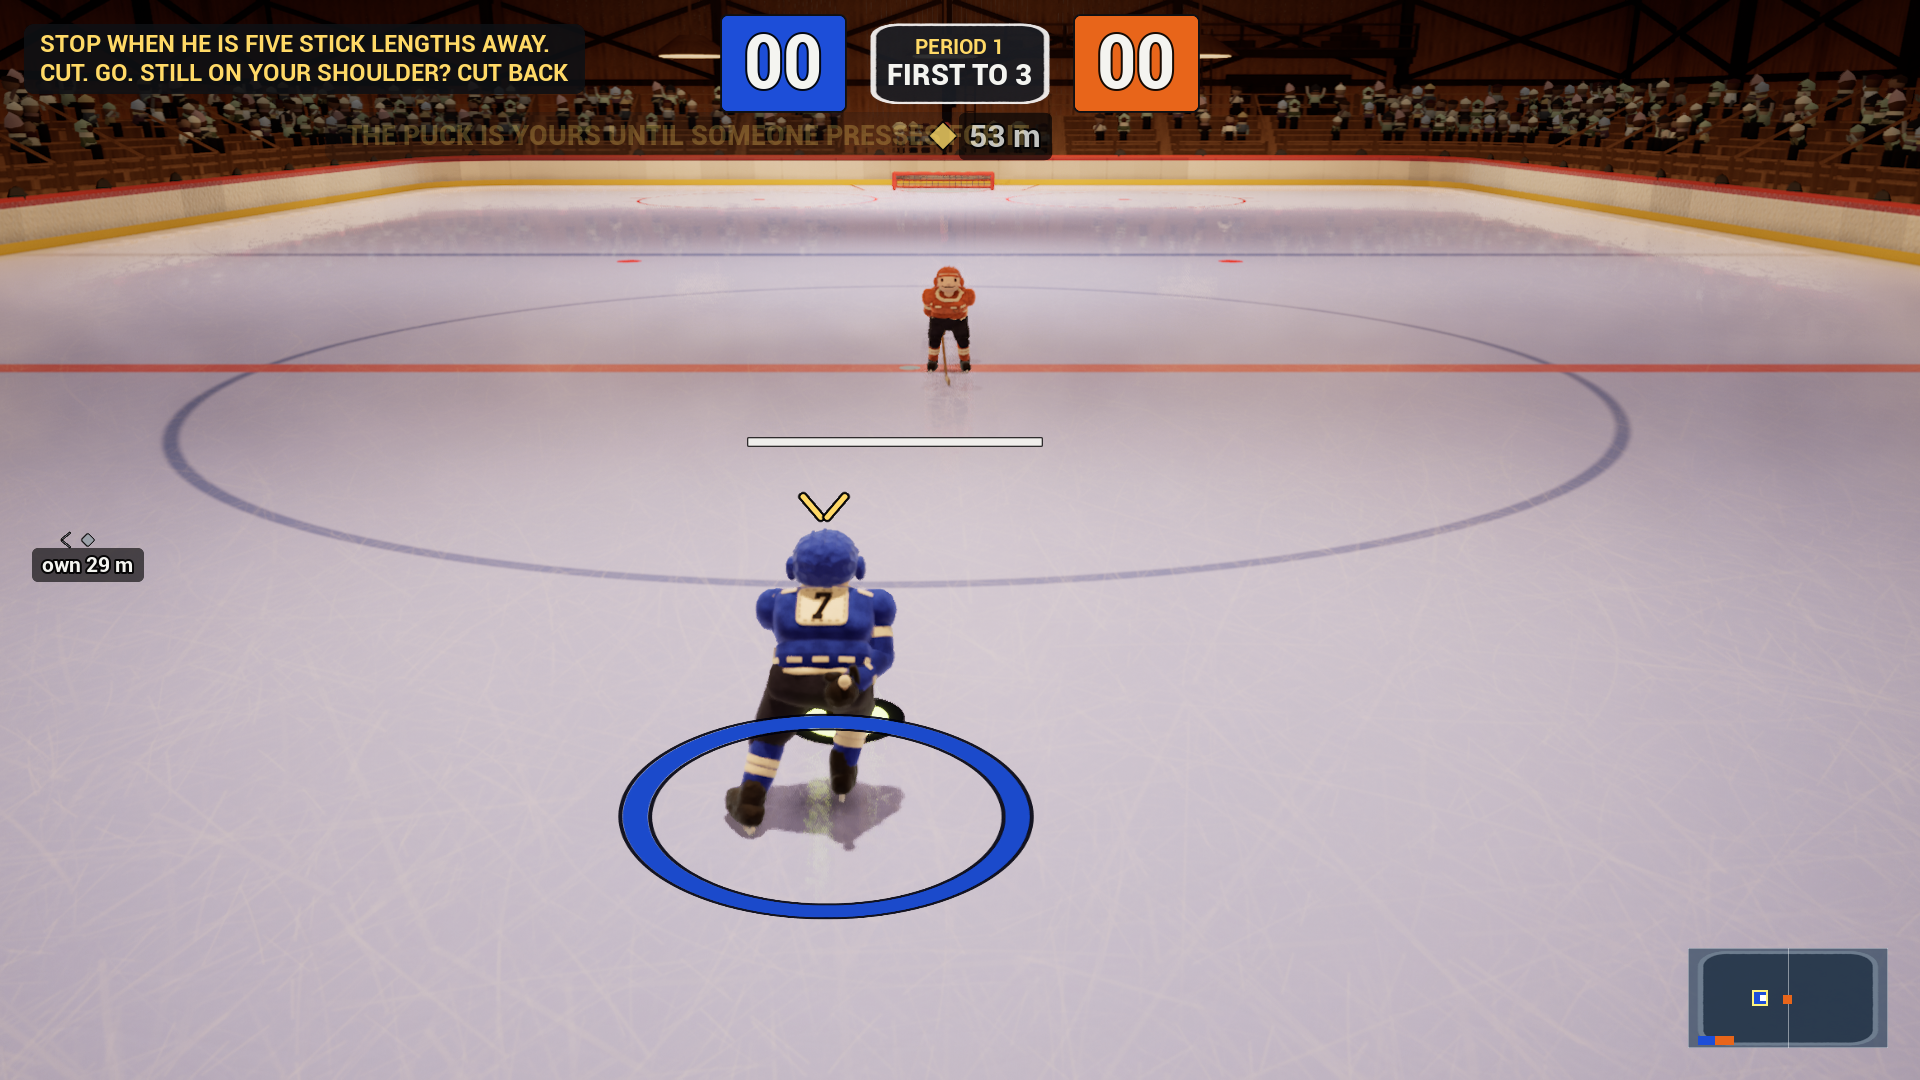 STOP WHEN HE IS FIVE STICK LENGTHS AWAY.
CUT. GO. STILL ON YOUR SHOULDER? CUT BACK
00
PERIOD 1
FIRST TO 3
00
THE PUCK IS YOURS UNTIL SOMEONE PRESSES
53 m
own 29 m
7